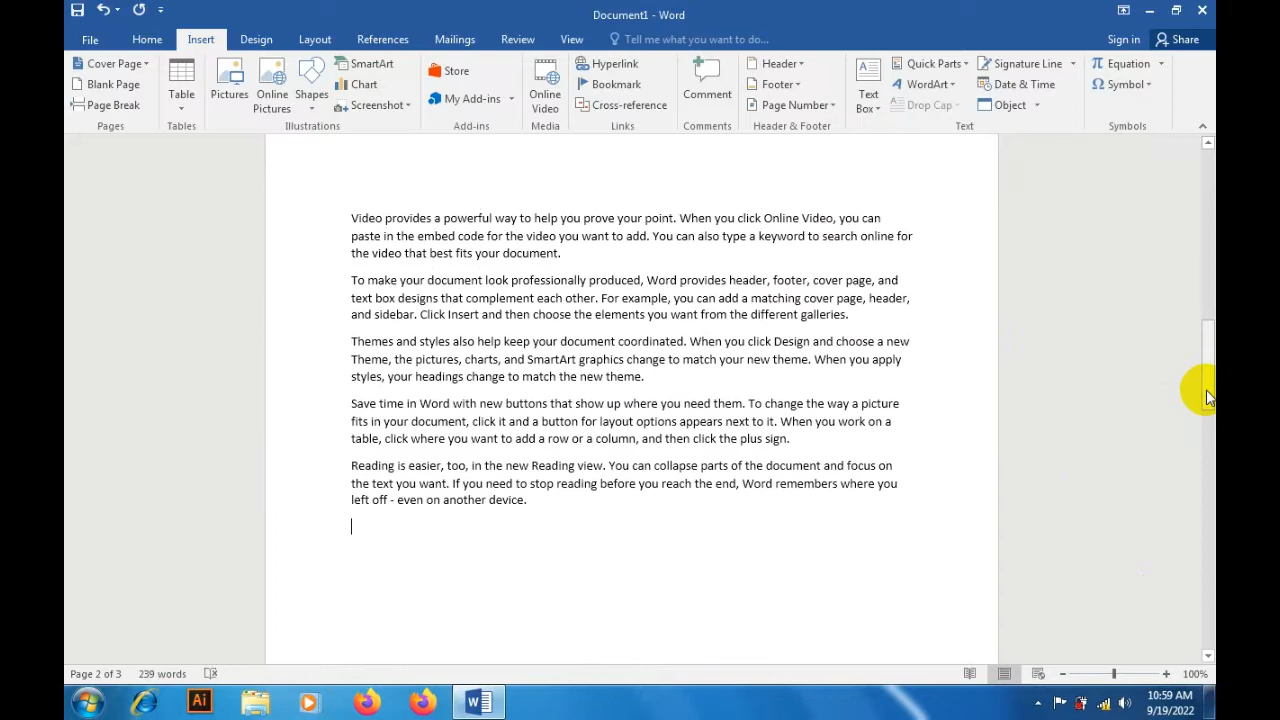 Document1 - Word
File Home Insert Design Layout References Mailings Review View Tell me what you want to do... Sign in Share
Cover Page
Blank Page
Page Break
Pages
Table
Tables
Pictures
Online
Pictures
Shapes
SmartArt
Chart
Screenshot
Illustrations
Store
My Add-ins
Add-ins
Online
Video
Media
Hyperlink
Bookmark
Cross-reference
Links
Comment
Comments
Header
Footer
Page Number
Header & Footer
Text
Box
Quick Parts
WordArt
Drop Cap
Signature Line
Date & Time
Object
Text
Equation
Symbol
Symbols
Video provides a powerful way to help you prove your point. When you click Online Video, you can
paste in the embed code for the video you want to add. You can also type a keyword to search online for
the video that best fits your document.
To make your document look professionally produced, Word provides header, footer, cover page, and
text box designs that complement each other. For example, you can add a matching cover page, header,
and sidebar. Click Insert and then choose the elements you want from the different galleries.
Themes and styles also help keep your document coordinated. When you click Design and choose a new
Theme, the pictures, charts, and SmartArt graphics change to match your new theme. When you apply
styles, your headings change to match the new theme.
Save time in Word with new buttons that show up where you need them. To change the way a picture
fits in your document, click it and a button for layout options appears next to it. When you work on a
table, click where you want to add a row or a column, and then click the plus sign.
Reading is easier, too, in the new Reading view. You can collapse parts of the document and focus on
the text you want. If you need to stop reading before you reach the end, Word remembers where you
left off - even on another device.
Page 2 of 3 239 words 100%
Ai
10:59 AM
9/19/2022